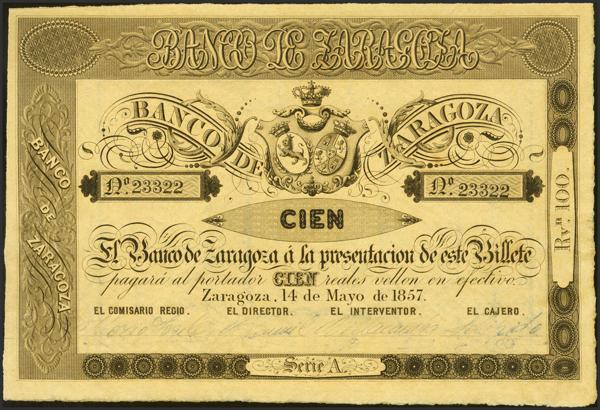 BANCO DE ZARAGOZA
BANCO DE ZARAGOZA
Nº. 23322
Nº. 23322
CIEN
El Banco de Zaragoza á la presentacion de este Billete
pagará al portador CIEN reales vellon en efectivo.
Zaragoza, 14 de Mayo de 1857.
EL COMISARIO REGIO. EL DIRECTOR. EL INTERVENTOR. EL CAJERO.
Serie A.
BANCO DE ZARAGOZA
Rvn. 100.